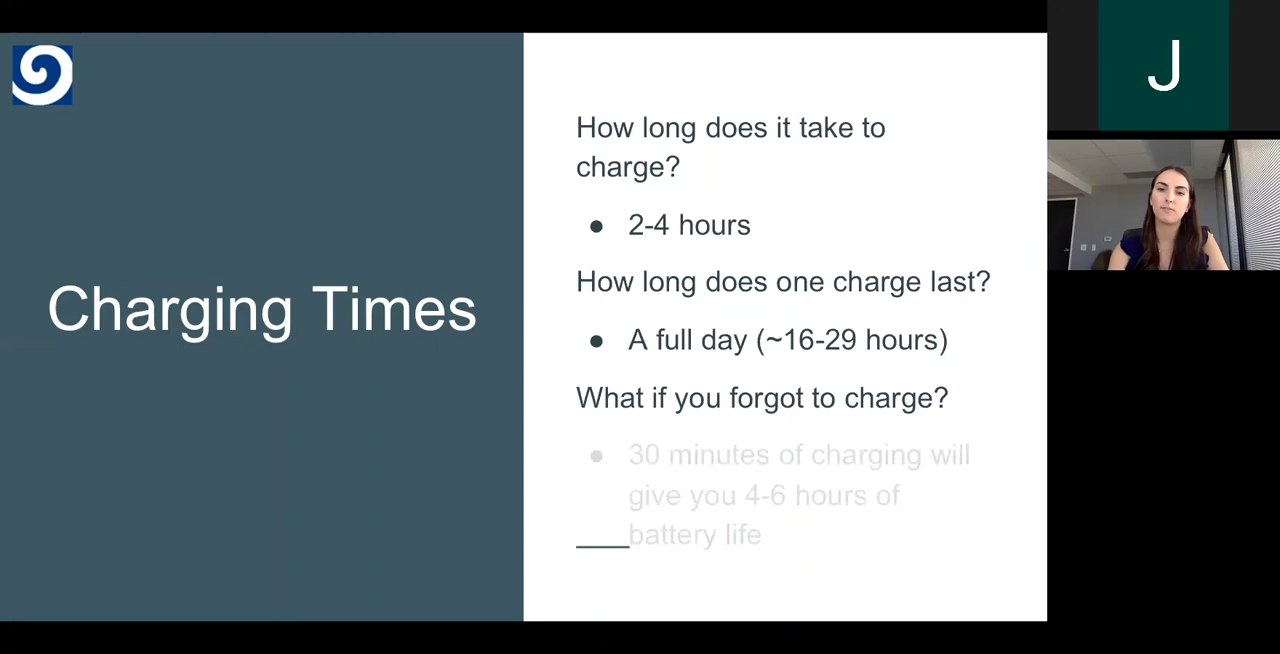 Charging Times
How long does it take to
charge?
● 2-4 hours
How long does one charge last?
● A full day (~16-29 hours)
What if you forgot to charge?
● 30 minutes of charging will
give you 4-6 hours of
battery life
J